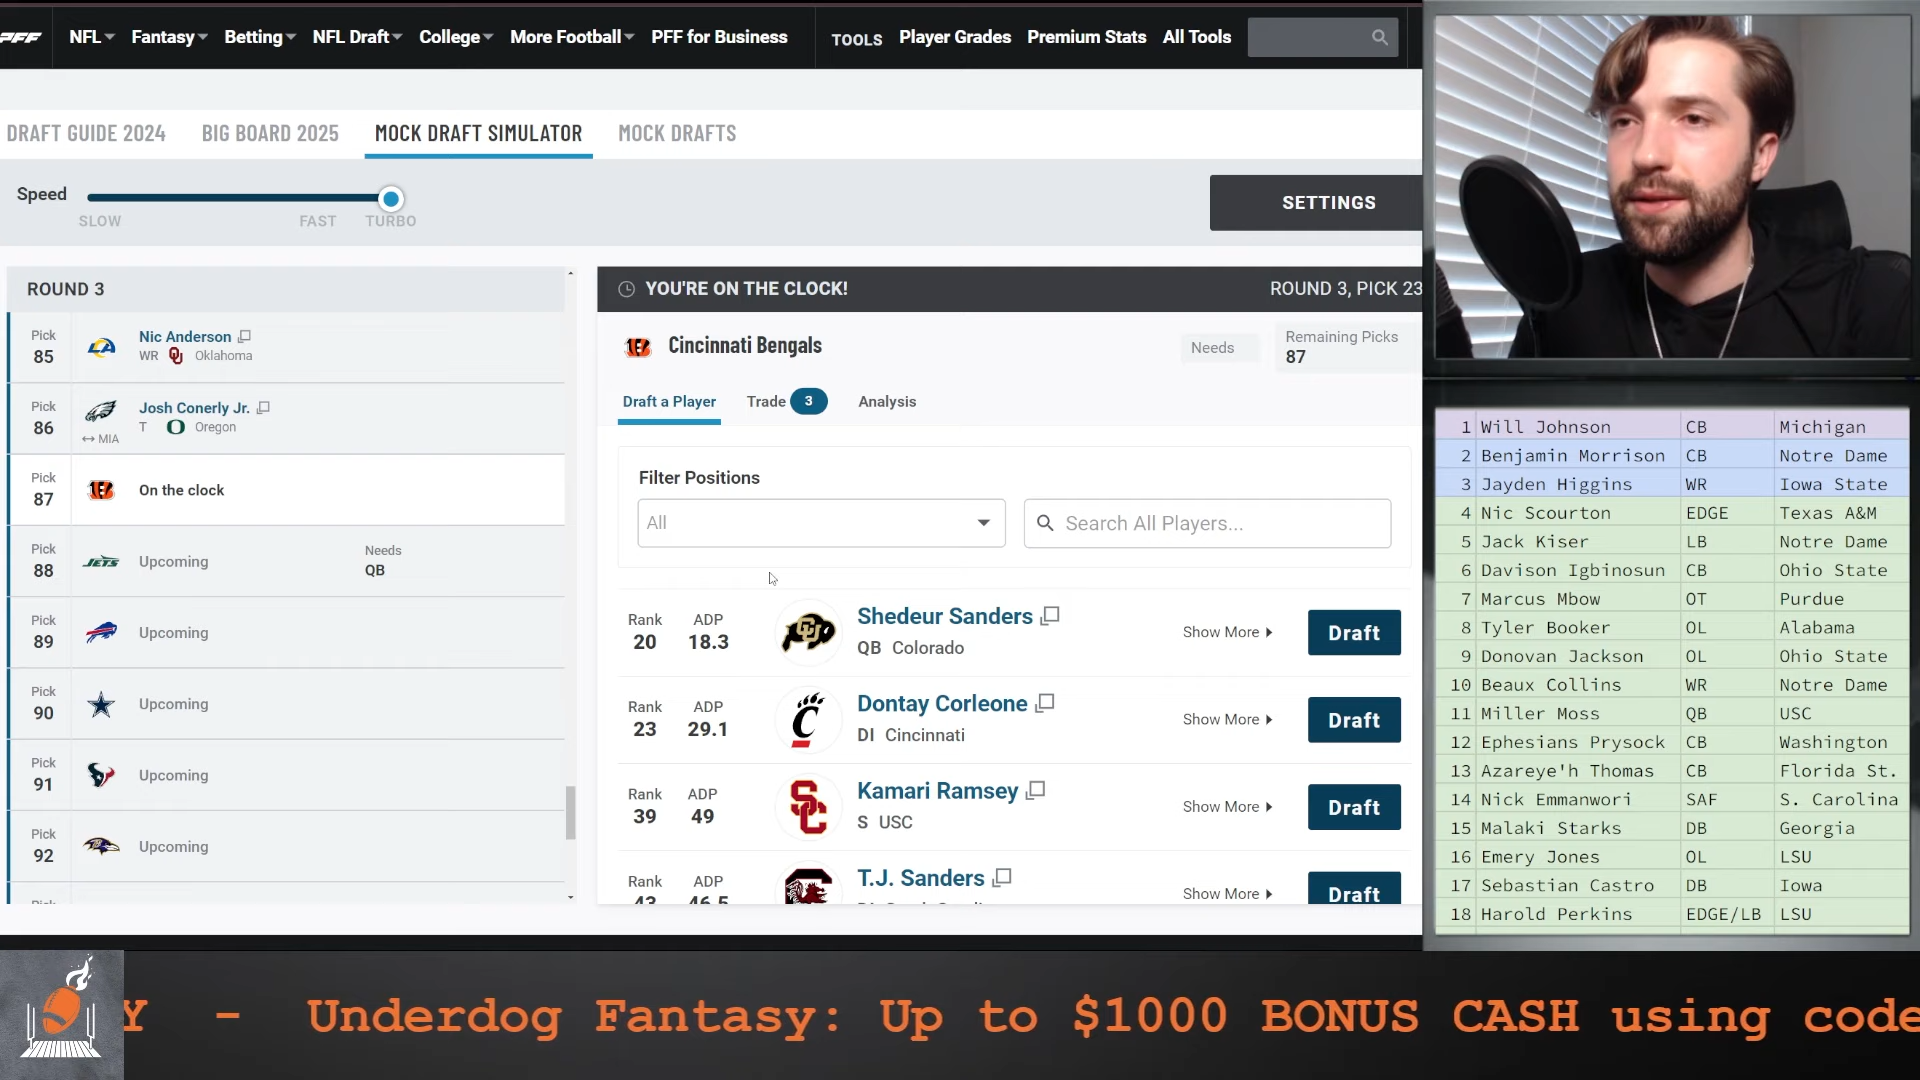 PFF NFL Fantasy Betting NFL Draft College More Football PFF for Business TOOLS Player Grades Premium Stats All Tools
DRAFT GUIDE 2024 BIG BOARD 2025 MOCK DRAFT SIMULATOR MOCK DRAFTS
Speed
SLOW FAST TURBO
SETTINGS
ROUND 3
Pick 85
Nic Anderson
WR Oklahoma
Pick 86
Josh Conerly Jr.
T Oregon
↔ MIA
Pick 87
On the clock
Pick 88
JETS
Upcoming
Needs
QB
Pick 89
Upcoming
Pick 90
Upcoming
Pick 91
Upcoming
Pick 92
Upcoming
YOU'RE ON THE CLOCK! ROUND 3, PICK 23
Cincinnati Bengals
Needs
Remaining Picks
87
Draft a Player Trade 3 Analysis
Filter Positions
All
Search All Players...
Rank 20 ADP 18.3
CU
Shedeur Sanders
QB Colorado
Show More Draft
Rank 23 ADP 29.1
Dontay Corleone
DI Cincinnati
Show More Draft
Rank 39 ADP 49
SC
Kamari Ramsey
S USC
Show More Draft
Rank 43 ADP 46.5
T.J. Sanders
Show More Draft
1 Will Johnson CB Michigan
2 Benjamin Morrison CB Notre Dame
3 Jayden Higgins WR Iowa State
4 Nic Scourton EDGE Texas A&M
5 Jack Kiser LB Notre Dame
6 Davison Igbinosun CB Ohio State
7 Marcus Mbow OT Purdue
8 Tyler Booker OL Alabama
9 Donovan Jackson OL Ohio State
10 Beaux Collins WR Notre Dame
11 Miller Moss QB USC
12 Ephesians Prysock CB Washington
13 Azareye'h Thomas CB Florida St.
14 Nick Emmanwori SAF S. Carolina
15 Malaki Starks DB Georgia
16 Emery Jones OL LSU
17 Sebastian Castro DB Iowa
18 Harold Perkins EDGE/LB LSU
Y - Underdog Fantasy: Up to $1000 BONUS CASH using code